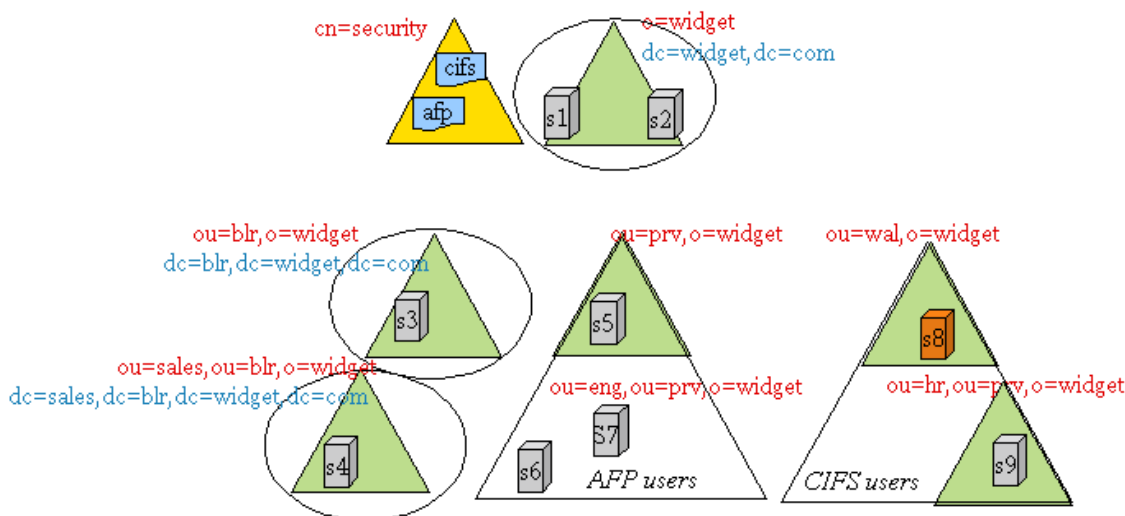 cn=security
o=widget
dc=widget,dc=com
cifs
afp
s1
s2
ou=blr,o=widget
dc=blr,dc=widget,dc=com
s3
ou=prv,o=widget
s5
ou=wal,o=widget
s8
ou=sales,ou=blr,o=widget
dc=sales,dc=blr,dc=widget,dc=com
s4
ou=eng,ou=prv,o=widget
S7
s6
AFP users
ou=hr,ou=prv,o=widget
s9
CIFS users